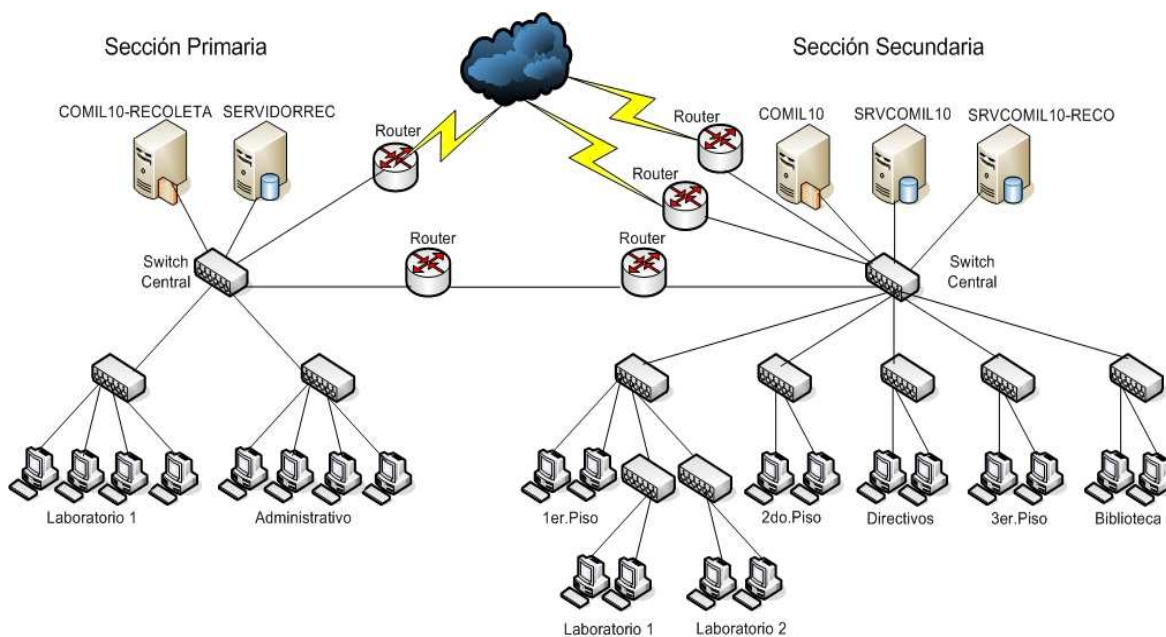 Sección Primaria
Sección Secundaria
COMIL10-RECOLETA
SERVIDORREC
Router
Router
COMIL10
SRVCOMIL10
SRVCOMIL10-RECO
Router
Router
Router
Switch
Central
Switch
Central
Laboratorio 1
Administrativo
1er.Piso
2do.Piso
Directivos
3er.Piso
Biblioteca
Laboratorio 1
Laboratorio 2